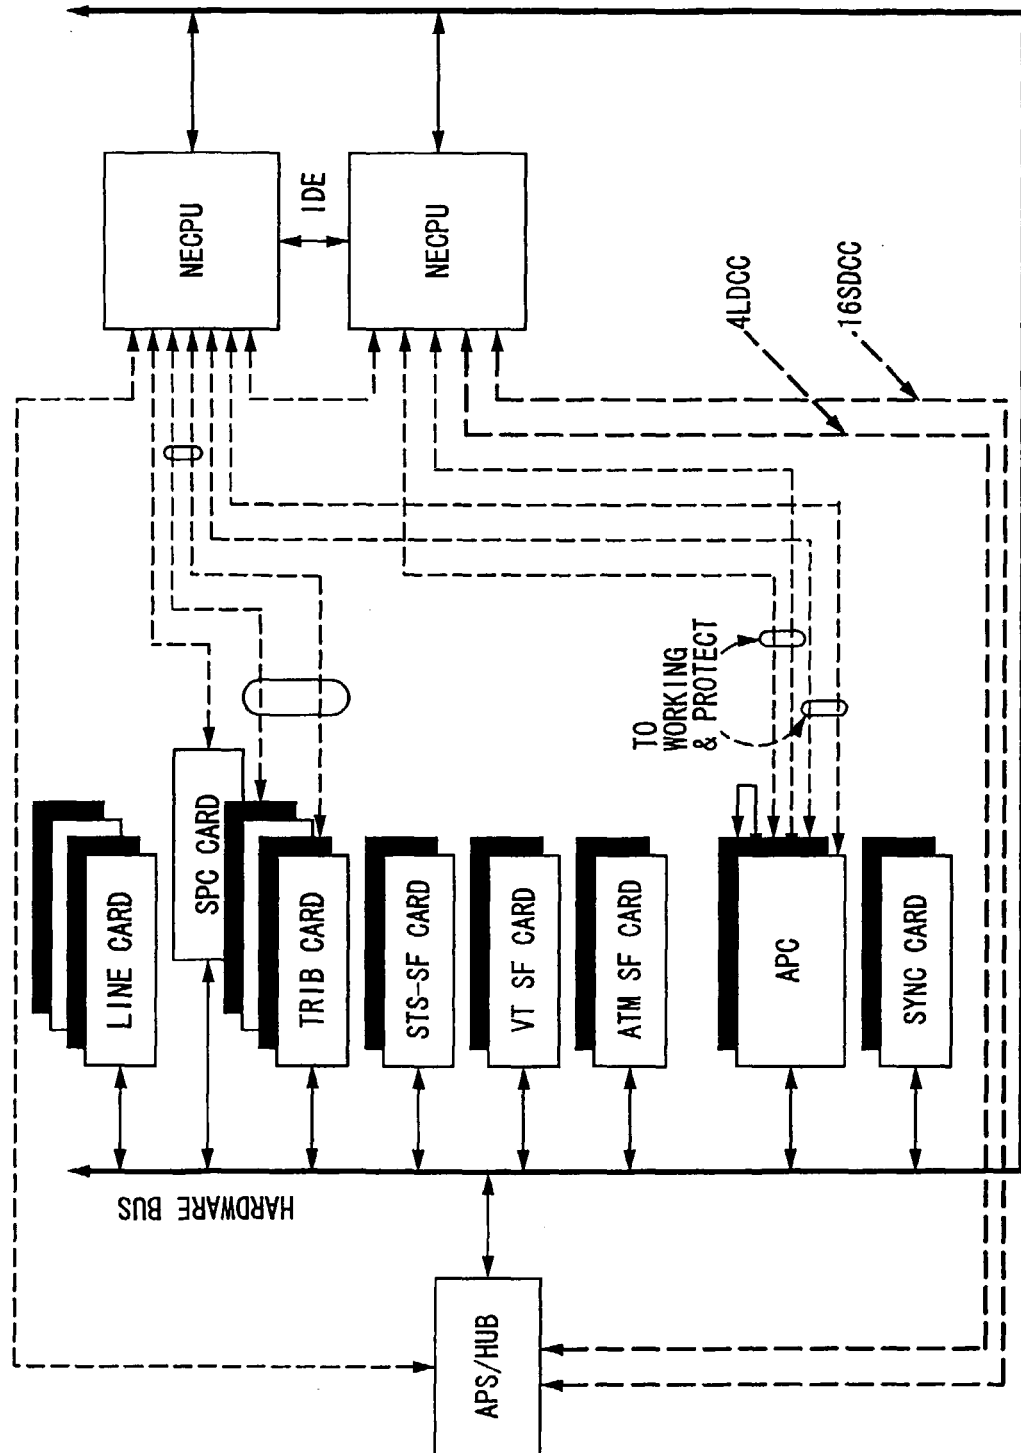 NECPU
IDE
NECPU
4LDCC
16SDCC
TO
WORKING
& PROTECT
LINE CARD
SPC CARD
TRIB CARD
STS-SF CARD
VT SF CARD
ATM SF CARD
APC
SYNC CARD
HARDWARE BUS
APS/HUB